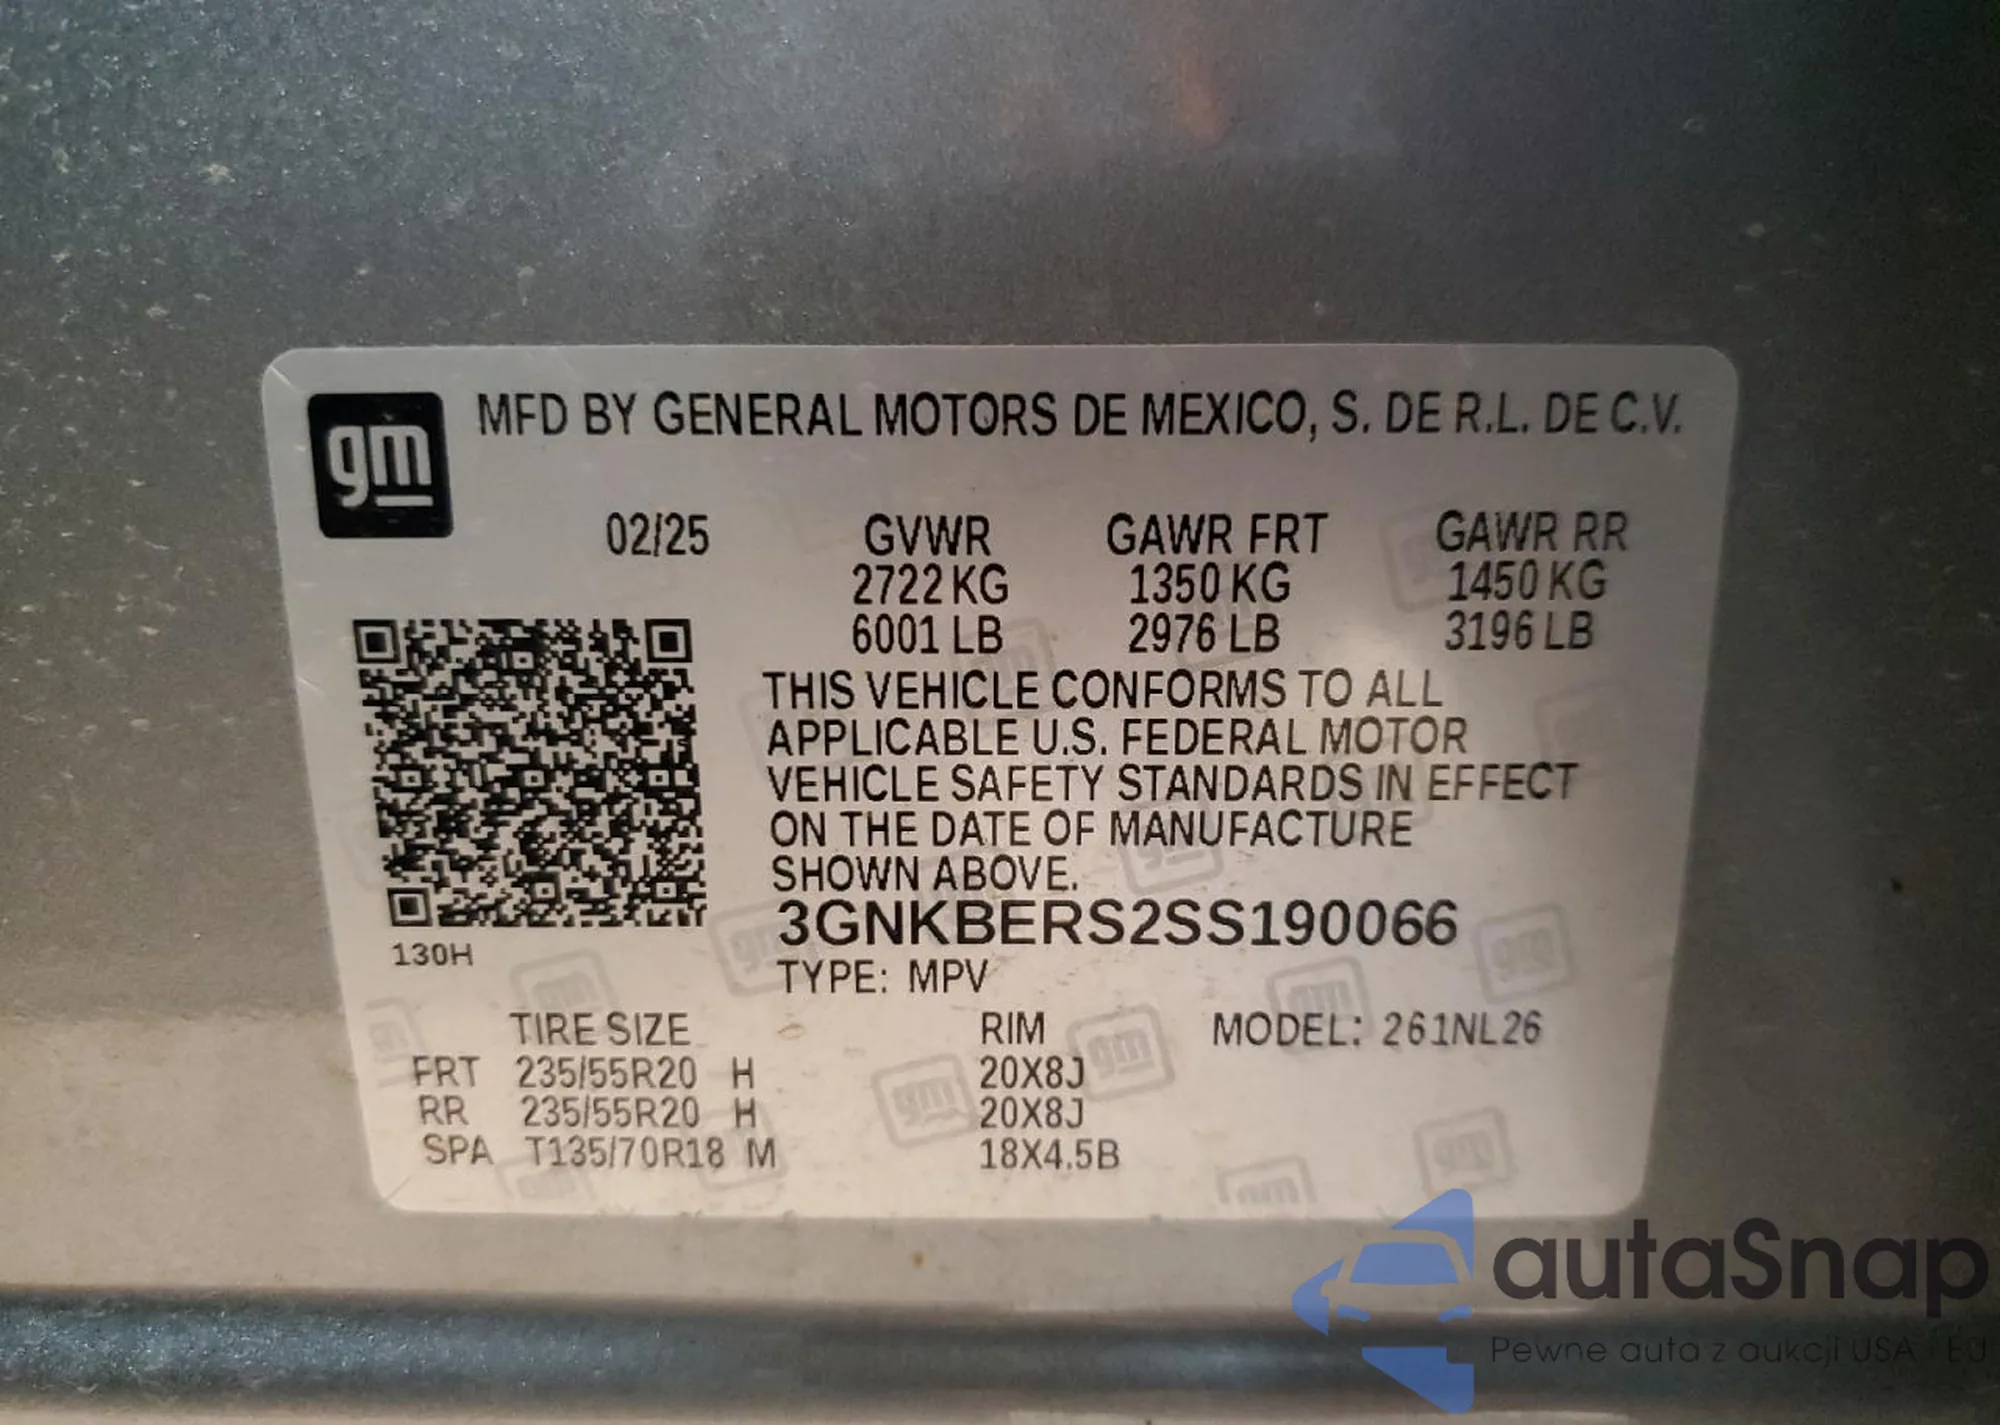 gm
MFD BY GENERAL MOTORS DE MEXICO, S. DE R.L. DE C.V.
02/25 GVWR GAWR FRT GAWR RR
2722 KG 1350 KG 1450 KG
6001 LB 2976 LB 3196 LB
THIS VEHICLE CONFORMS TO ALL
APPLICABLE U.S. FEDERAL MOTOR
VEHICLE SAFETY STANDARDS IN EFFECT
ON THE DATE OF MANUFACTURE
SHOWN ABOVE.
3GNKBERS2SS190066
130H
TYPE: MPV
TIRE SIZE RIM MODEL: 261NL26
FRT 235/55R20 H 20X8J
RR 235/55R20 H 20X8J
SPA T135/70R18 M 18X4.5B
autaSnap
Pewne auta z aukcji USA i EU